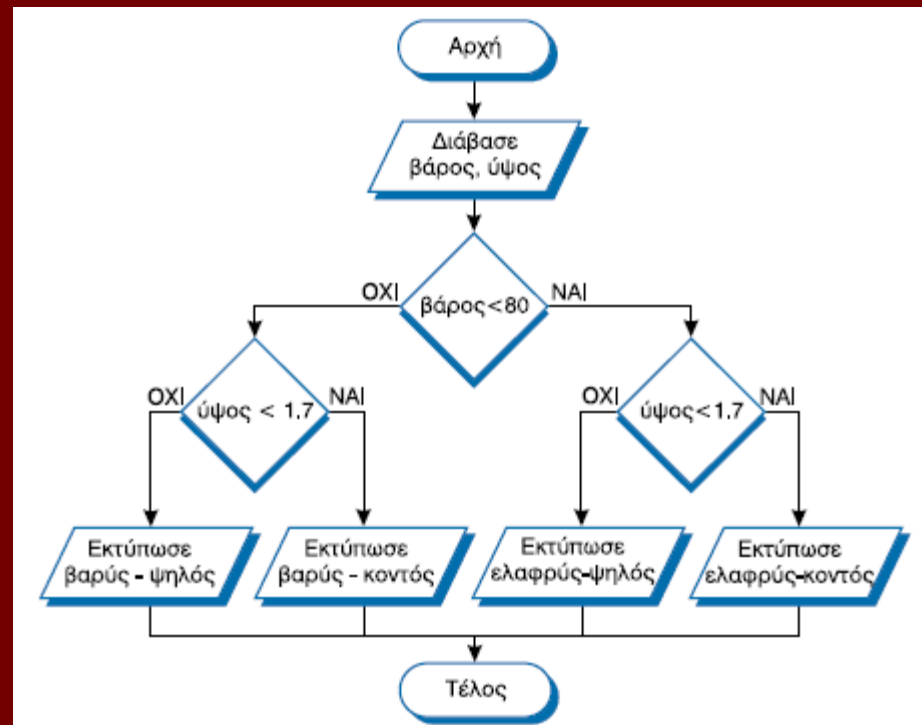 Αρχή
Διάβασε
βάρος, ύψος
ΟΧΙ
βάρος<80
ΝΑΙ
ΟΧΙ
ύψος < 1.7
ΝΑΙ
ΟΧΙ
ύψος<1.7
ΝΑΙ
Εκτύπωσε
βαρύς - ψηλός
Εκτύπωσε
βαρύς - κοντός
Εκτύπωσε
ελαφρύς-ψηλός
Εκτύπωσε
ελαφρύς-κοντός
Τέλος